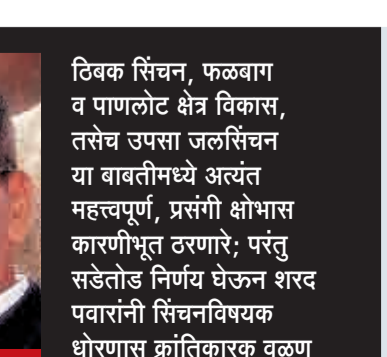 ठिबक सिंचन, फळबाग
व पाणलोट क्षेत्र विकास,
तसेच उपसा जलसिंचन
या बाबतीमध्ये अत्यंत
महत्त्वपूर्ण, प्रसंगी क्षोभास
कारणीभूत ठरणारे; परंतु
सडेतोड निर्णय घेऊन शरद
पवारांनी सिंचनविषयक
धोरणास क्रांतिकारक वळण